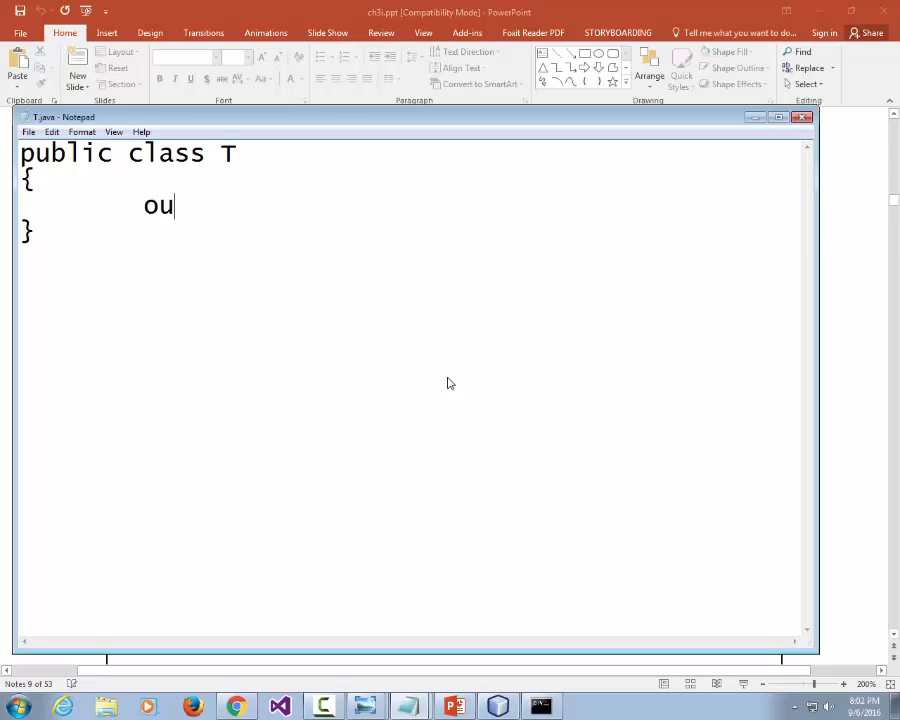 ch3i.ppt [Compatibility Mode] - PowerPoint
File Home Insert Design Transitions Animations Slide Show Review View Add-ins Foxit Reader PDF STORYBOARDING Tell me what you want to do... Sign in Share
Paste
Clipboard
New
Slide
Layout
Reset
Section
Slides
B I U S abc AV Aa A
Font
Text Direction
Align Text
Convert to SmartArt
Paragraph
Arrange
Quick
Styles
Shape Fill
Shape Outline
Shape Effects
Drawing
Find
Replace
Select
Editing
T.java - Notepad
File Edit Format View Help
public class T
{
ou
}
Notes 9 of 53
200%
8:02 PM
9/6/2016